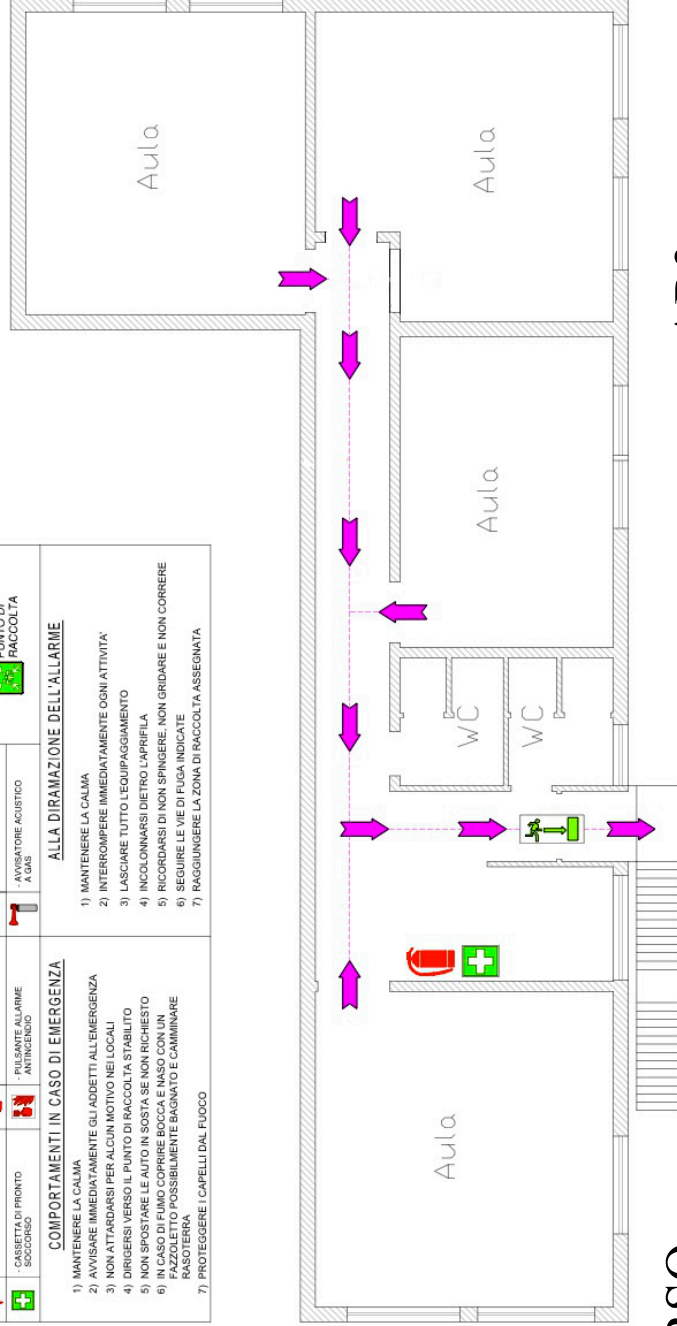 - CASSETTA DI PRONTO
SOCCORSO
- PULSANTE ALLARME
ANTINCENDIO
- AVVISATORE ACUSTICO
A GAS
PUNTO DI
RACCOLTA
COMPORTAMENTI IN CASO DI EMERGENZA
1) MANTENERE LA CALMA
2) AVVISARE IMMEDIATAMENTE GLI ADDETTI ALL'EMERGENZA
3) NON ATTARDARSI PER ALCUN MOTIVO NEI LOCALI
4) DIRIGERSI VERSO IL PUNTO DI RACCOLTA STABILITO
5) NON SPOSTARE LE AUTO IN SOSTA SE NON RICHIESTO
6) IN CASO DI FUMO COPRIRE BOCCA E NASO CON UN
FAZZOLETTO POSSIBILMENTE BAGNATO E CAMMINARE
RASOTERRA
7) PROTEGGERE I CAPELLI DAL FUOCO
ALLA DIRAMAZIONE DELL'ALLARME
1) MANTENERE LA CALMA
2) INTERROMPERE IMMEDIATAMENTE OGNI ATTIVITA'
3) LASCIARE TUTTO L'EQUIPAGGIAMENTO
4) INCOLONNARSI DIETRO L'APRIFILA
5) RICORDARSI DI NON SPINGERE, NON GRIDARE E NON CORRERE
6) SEGUIRE LE VIE DI FUGA INDICATE
7) RAGGIUNGERE LA ZONA DI RACCOLTA ASSEGNATA
Aula
Aula
Aula
Aula
WC
WC